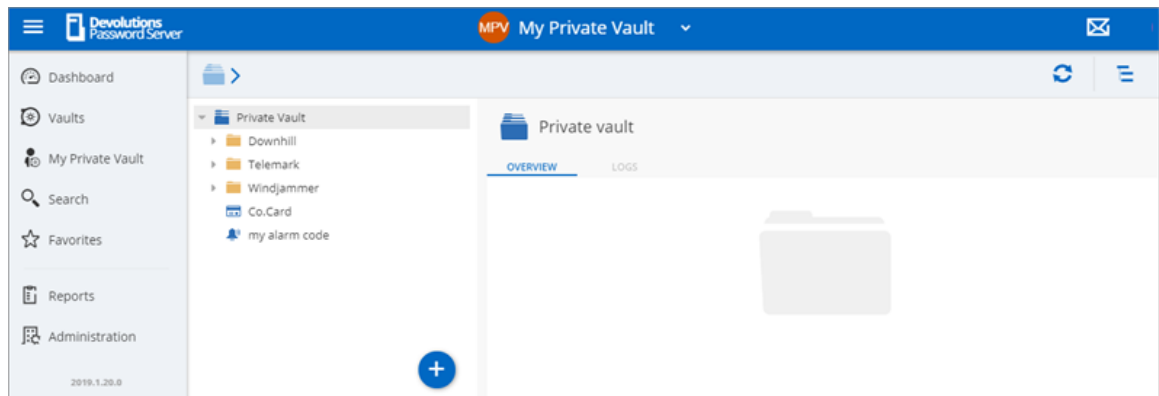 Devolutions
Password Server
MPV My Private Vault
Dashboard
Vaults
My Private Vault
Search
Favorites
Reports
Administration
2019.1.20.0
Private Vault
Downhill
Telemark
Windjammer
Co.Card
my alarm code
Private vault
OVERVIEW LOGS